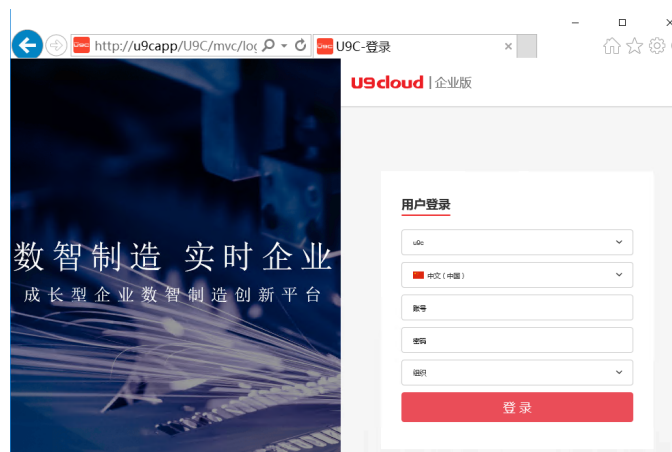 http://u9capp/U9C/mvc/log
U9C-登录
U9cloud | 企业版
数智制造 实时企业
成长型企业数智制造创新平台
用户登录
u9c
中文(中国)
账号
密码
组织
登录